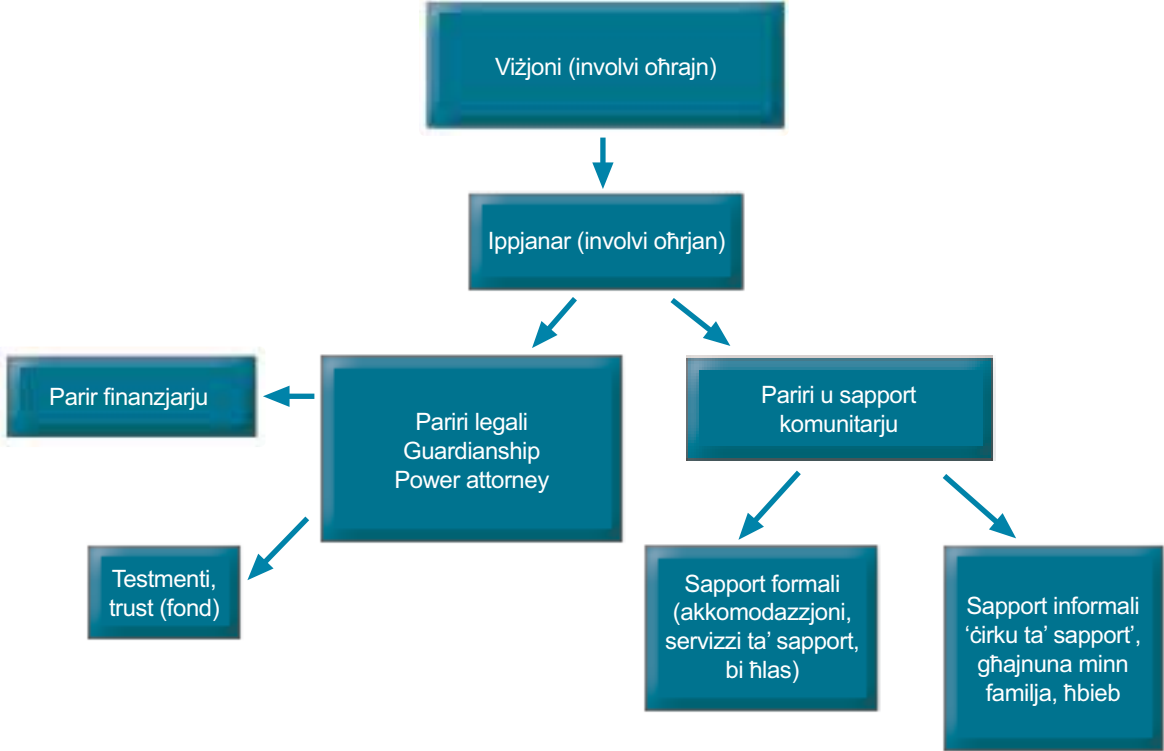 Viżjoni (involvi oħrajn)
Ippjanar (involvi oħrjan)
Parir finanzjarju
Pariri legali
Guardianship
Power attorney
Pariri u sapport
komunitarju
Testmenti,
trust (fond)
Sapport formali
(akkomodazzjoni,
servizzi ta' sapport,
bi ħlas)
Sapport informali
‘ċirku ta’ sapport’,
għajnuna minn
familja, ħbieb